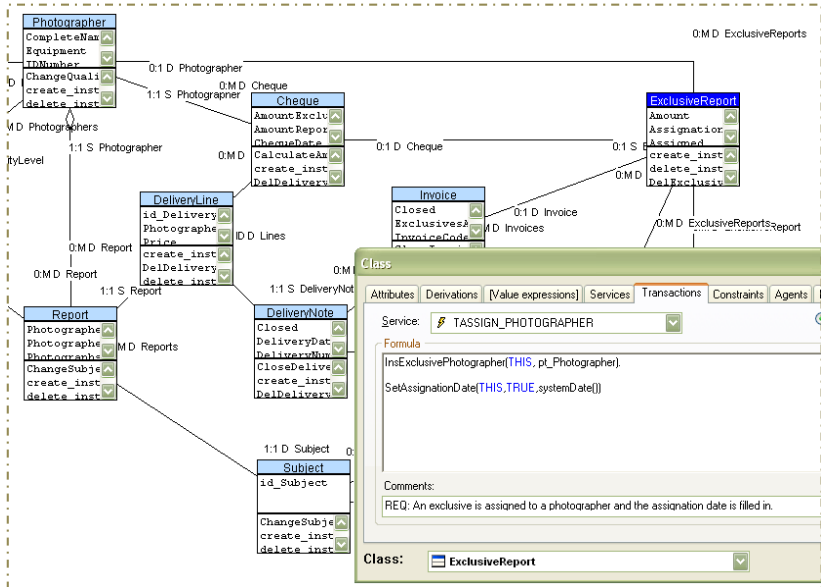 Photographer
CompleteNam
Equipment
IDNumber
ChangeQuali
create_inst
delete_inst
0:M D ExclusiveReports
0:1 D Photographer
0:M D Cheque
1:1 S Photographer
M D Photographers
1:1 S Photographer
ityLevel
Cheque
AmountExclu
AmountRepor
ChequeDate
CalculateAm
create_inst
DelDelivery
0:1 D Cheque
0:1 S
0:M D
0:M D
ExclusiveReport
Amount
Assignation
Assigned
create_inst
delete_inst
DelExclusiv
DeliveryLine
id_Delivery
Photographe
Price
create_inst
DelDelivery
delete_inst
D Lines
Invoice
Closed
ExclusivesA
InvoiceCode
0:1 D Invoice
M D Invoices
0:M D ExclusiveReports
Report
0:M D Report
0:M D Report
1:1 S Report
1:1 S DeliveryNot
0:M
Report
Photographe
Photographe
Photographe
ChangeSubje
create_inst
delete_inst
M D Reports
DeliveryNote
Closed
DeliveryDat
DeliveryNum
CloseDelive
create_inst
DelDelivery
1:1 D Subject
0:
Subject
id_Subject
ChangeSubje
create_inst
delete_inst
Class
Attributes Derivations [Value expressions] Services Transactions Constraints Agents
Service: TASSIGN_PHOTOGRAPHER
Formula
InsExclusivePhotographer(THIS, pt_Photographer).
SetAssignationDate(THIS,TRUE,systemDate())
Comments:
REQ: An exclusive is assigned to a photographer and the assignation date is filled in.
Class: ExclusiveReport